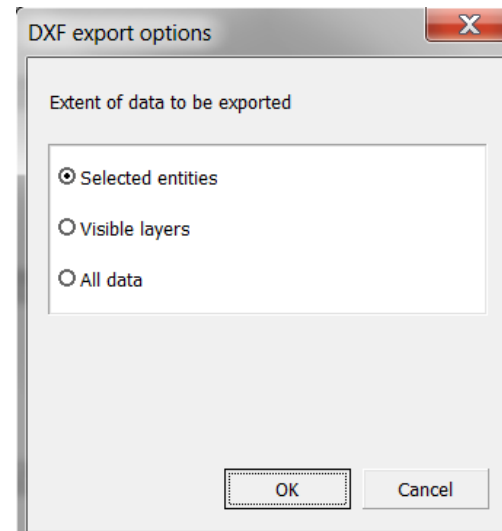 DXF export options
Extent of data to be exported
Selected entities
Visible layers
All data
OK Cancel